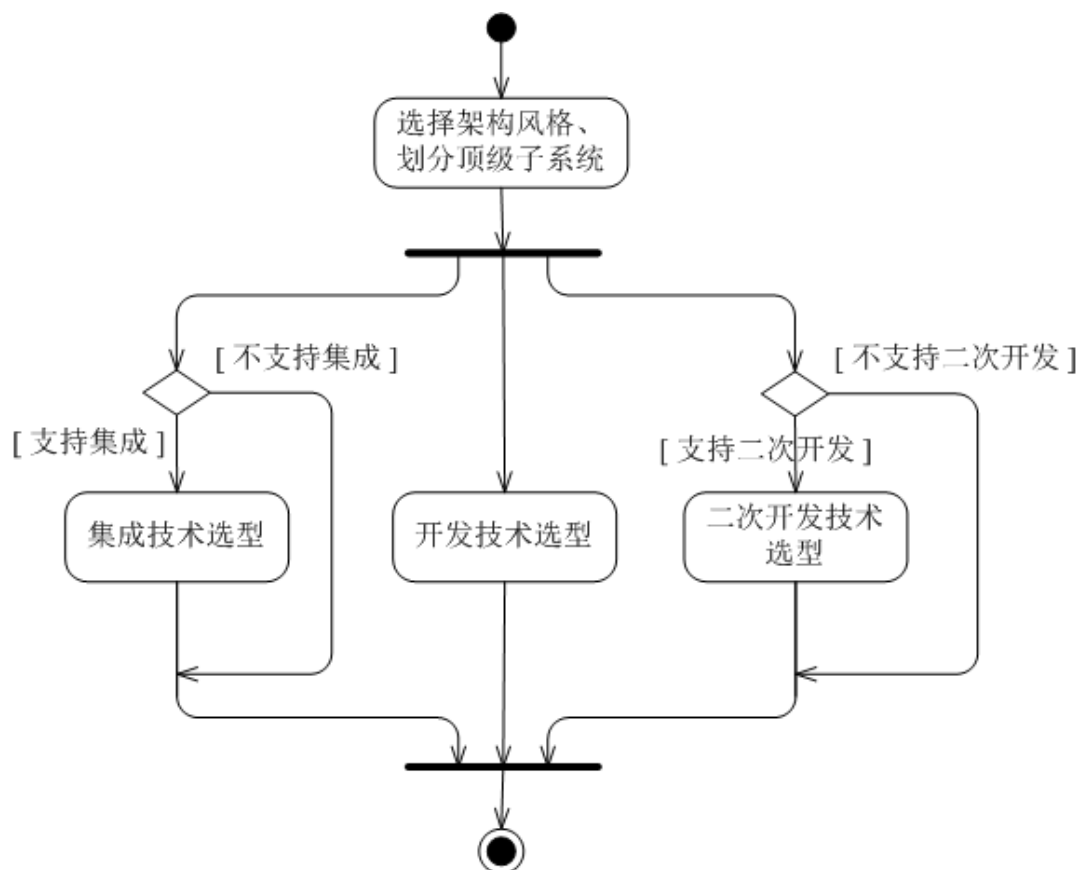 选择架构风格、
划分顶级子系统
[ 不支持集成 ]
[ 不支持二次开发 ]
[ 支持集成 ]
[ 支持二次开发 ]
集成技术选型
开发技术选型
二次开发技术
选型